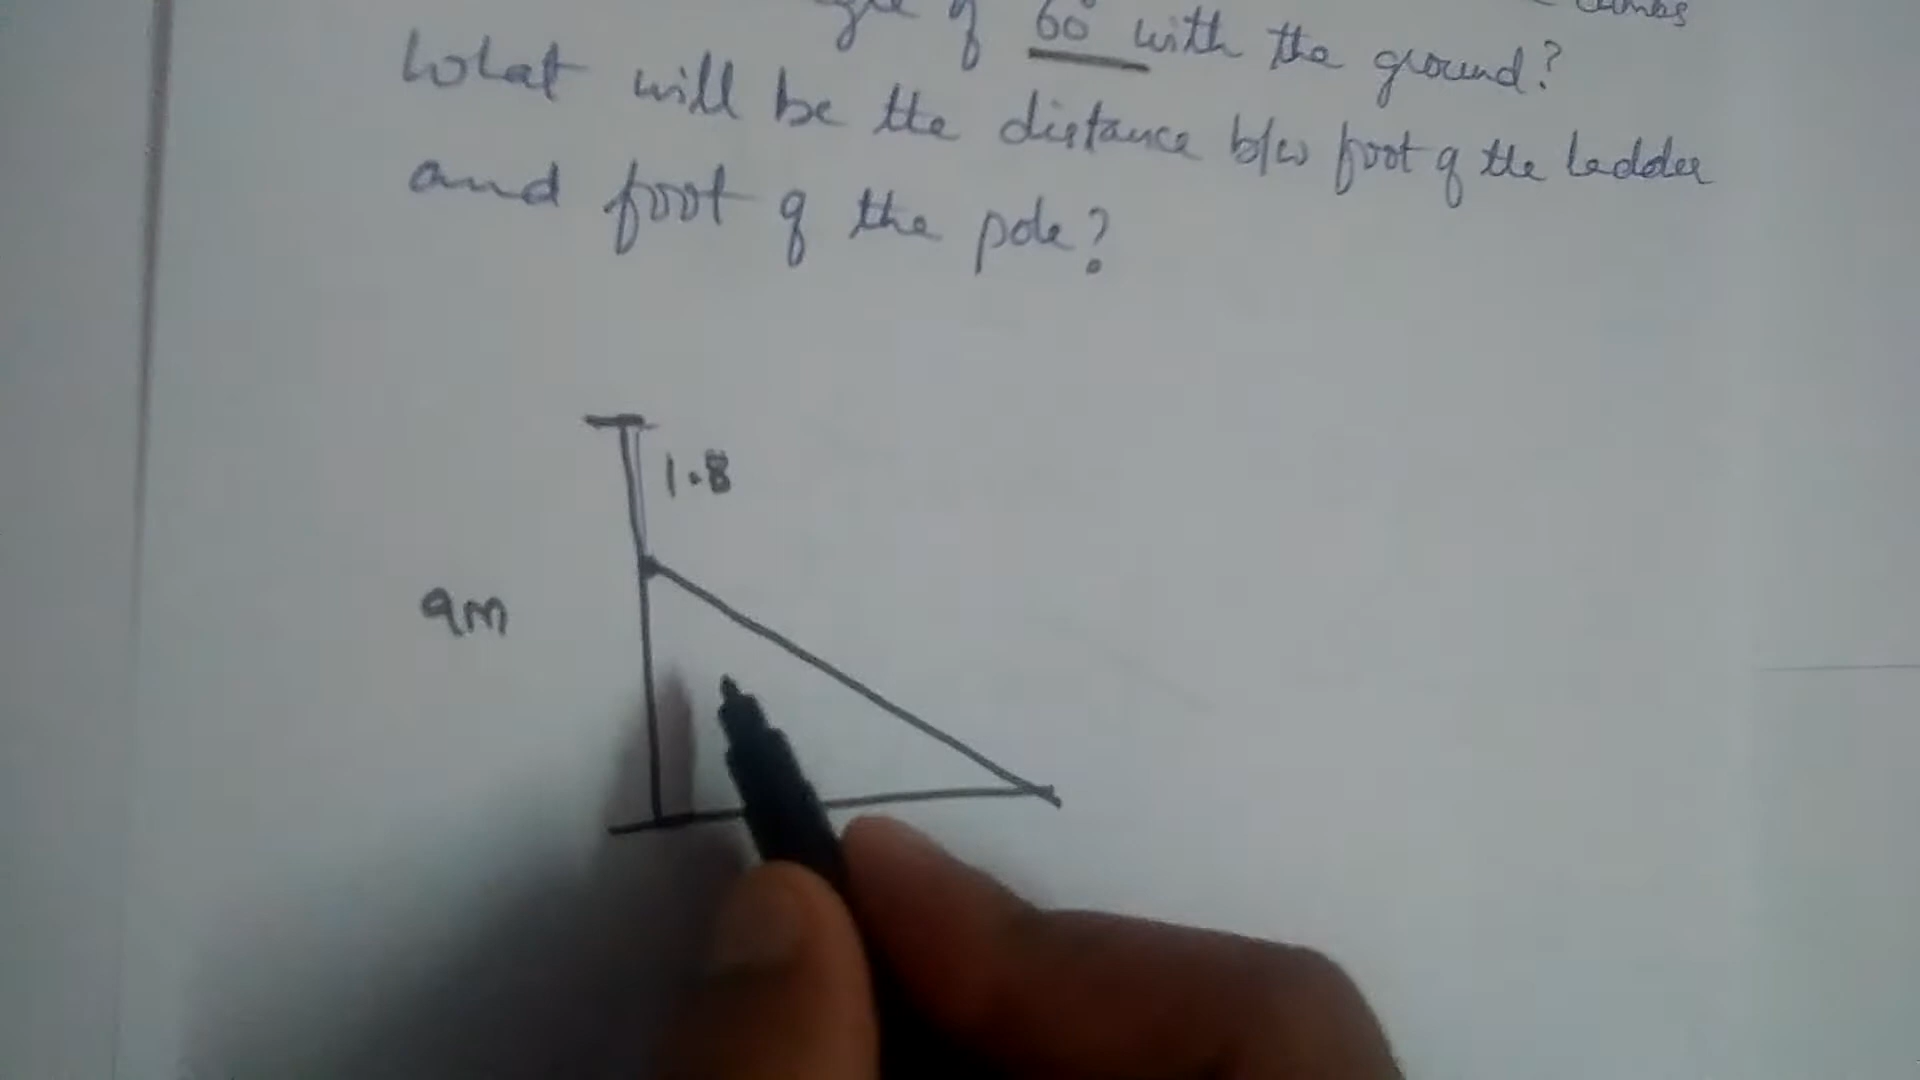 of 60° with the ground?
What will be the distance b/w foot of the ladder
and foot of the pole?
1.8
9m